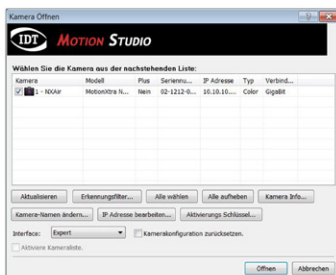 Kamera Öffnen
IDT MOTION STUDIO
Wählen Sie die Kamera aus der nachstehenden Liste:
Kamera Modell Plus Seriennu... IP Adresse Typ Verbind...
1 - NXAir MotionXtra N... Nein 02-1212-0... 10.10.10.... Color GigaBit
Aktualisieren Erkennungsfilter... Alle wählen Alle aufheben Kamera Info...
Kamera-Namen ändern... IP Adresse bearbeiten... Aktivierungs Schlüssel...
Interface: Expert Kamerakonfiguration zurücksetzen.
Aktiviere Kameraliste.
Öffnen Abbrechen